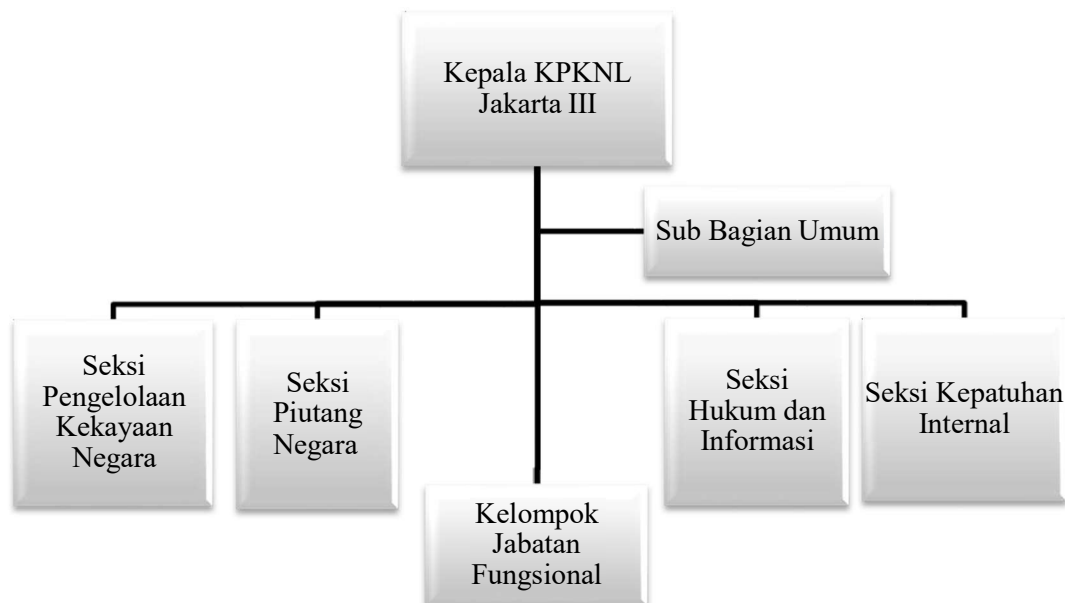 Kepala KPKNL
Jakarta III
Sub Bagian Umum
Seksi
Pengelolaan
Kekayaan
Negara
Seksi
Piutang
Negara
Seksi
Hukum dan
Informasi
Seksi Kepatuhan
Internal
Kelompok
Jabatan
Fungsional